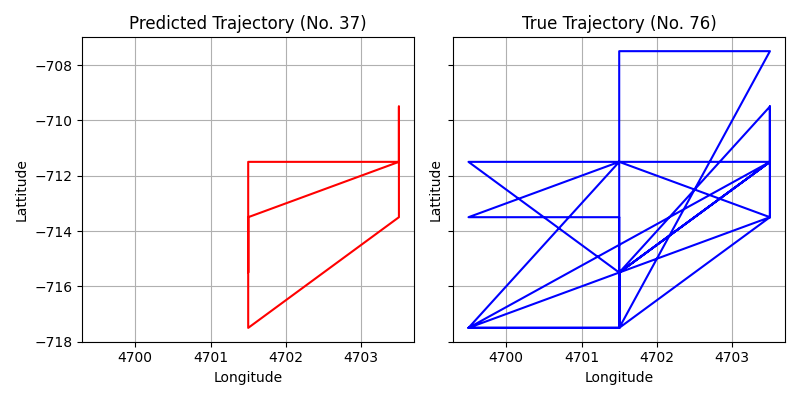 Predicted Trajectory (No. 37)
True Trajectory (No. 76)
−708
−710
−712
−714
−716
−718
Lattitude
Lattitude
4700
4701
4702
4703
4700
4701
4702
4703
Longitude
Longitude